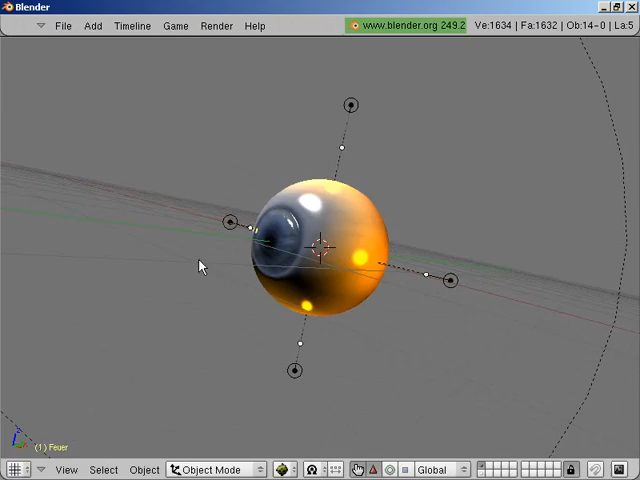 Blender
File Add Timeline Game Render Help www.blender.org 249.2 Ve:1634 | Fa:1632 | Ob:14-0 | La:5
z
(1) Feuer
View Select Object Object Mode Global